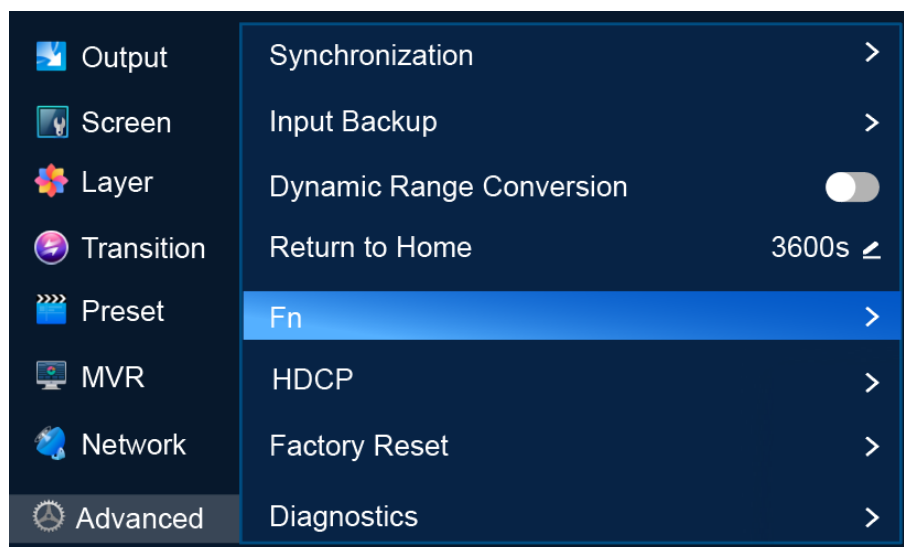 Output
Screen
Layer
Transition
Preset
MVR
Network
Advanced
Synchronization
Input Backup
Dynamic Range Conversion
Return to Home 3600s
Fn
HDCP
Factory Reset
Diagnostics